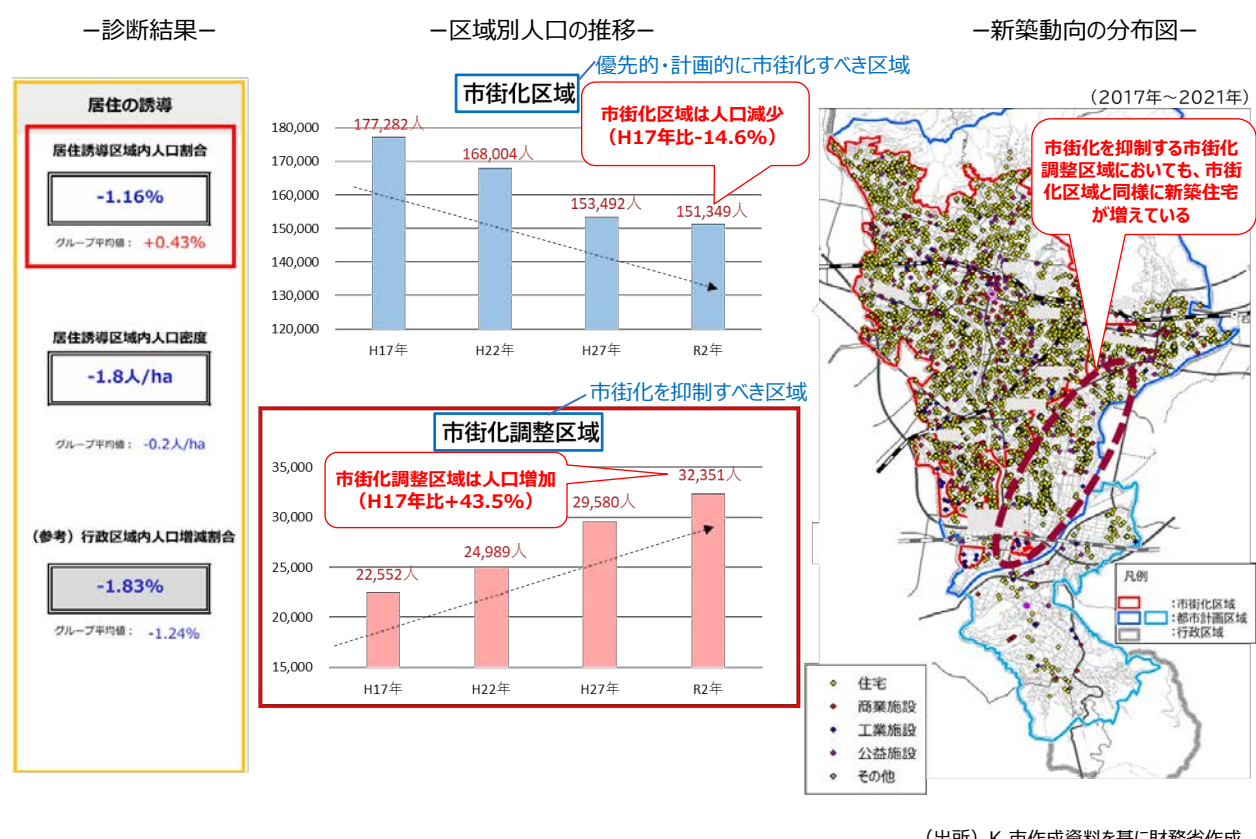 －診断結果－
居住の誘導
居住誘導区域内人口割合
-1.16%
グループ平均値： +0.43%
居住誘導区域内人口密度
-1.8人/ha
グループ平均値： -0.2人/ha
（参考）行政区域内人口増減割合
-1.83%
グループ平均値： -1.24%
－区域別人口の推移－
優先的・計画的に市街化すべき区域
市街化区域
市街化区域は人口減少
（H17年比-14.6%）
180,000
170,000
160,000
150,000
140,000
130,000
120,000
177,282人
168,004人
153,492人
151,349人
H17年 H22年 H27年 R2年
市街化を抑制すべき区域
市街化調整区域
市街化調整区域は人口増加
（H17年比+43.5%）
35,000
30,000
25,000
20,000
15,000
22,552人
24,989人
29,580人
32,351人
H17年 H22年 H27年 R2年
－新築動向の分布図－
（2017年～2021年）
市街化を抑制する市街化
調整区域においても、市街
化区域と同様に新築住宅
が増えている
凡例
：市街化区域
：都市計画区域
：行政区域
住宅
商業施設
工業施設
公益施設
その他
（出所）K 市作成資料を基に財務省作成